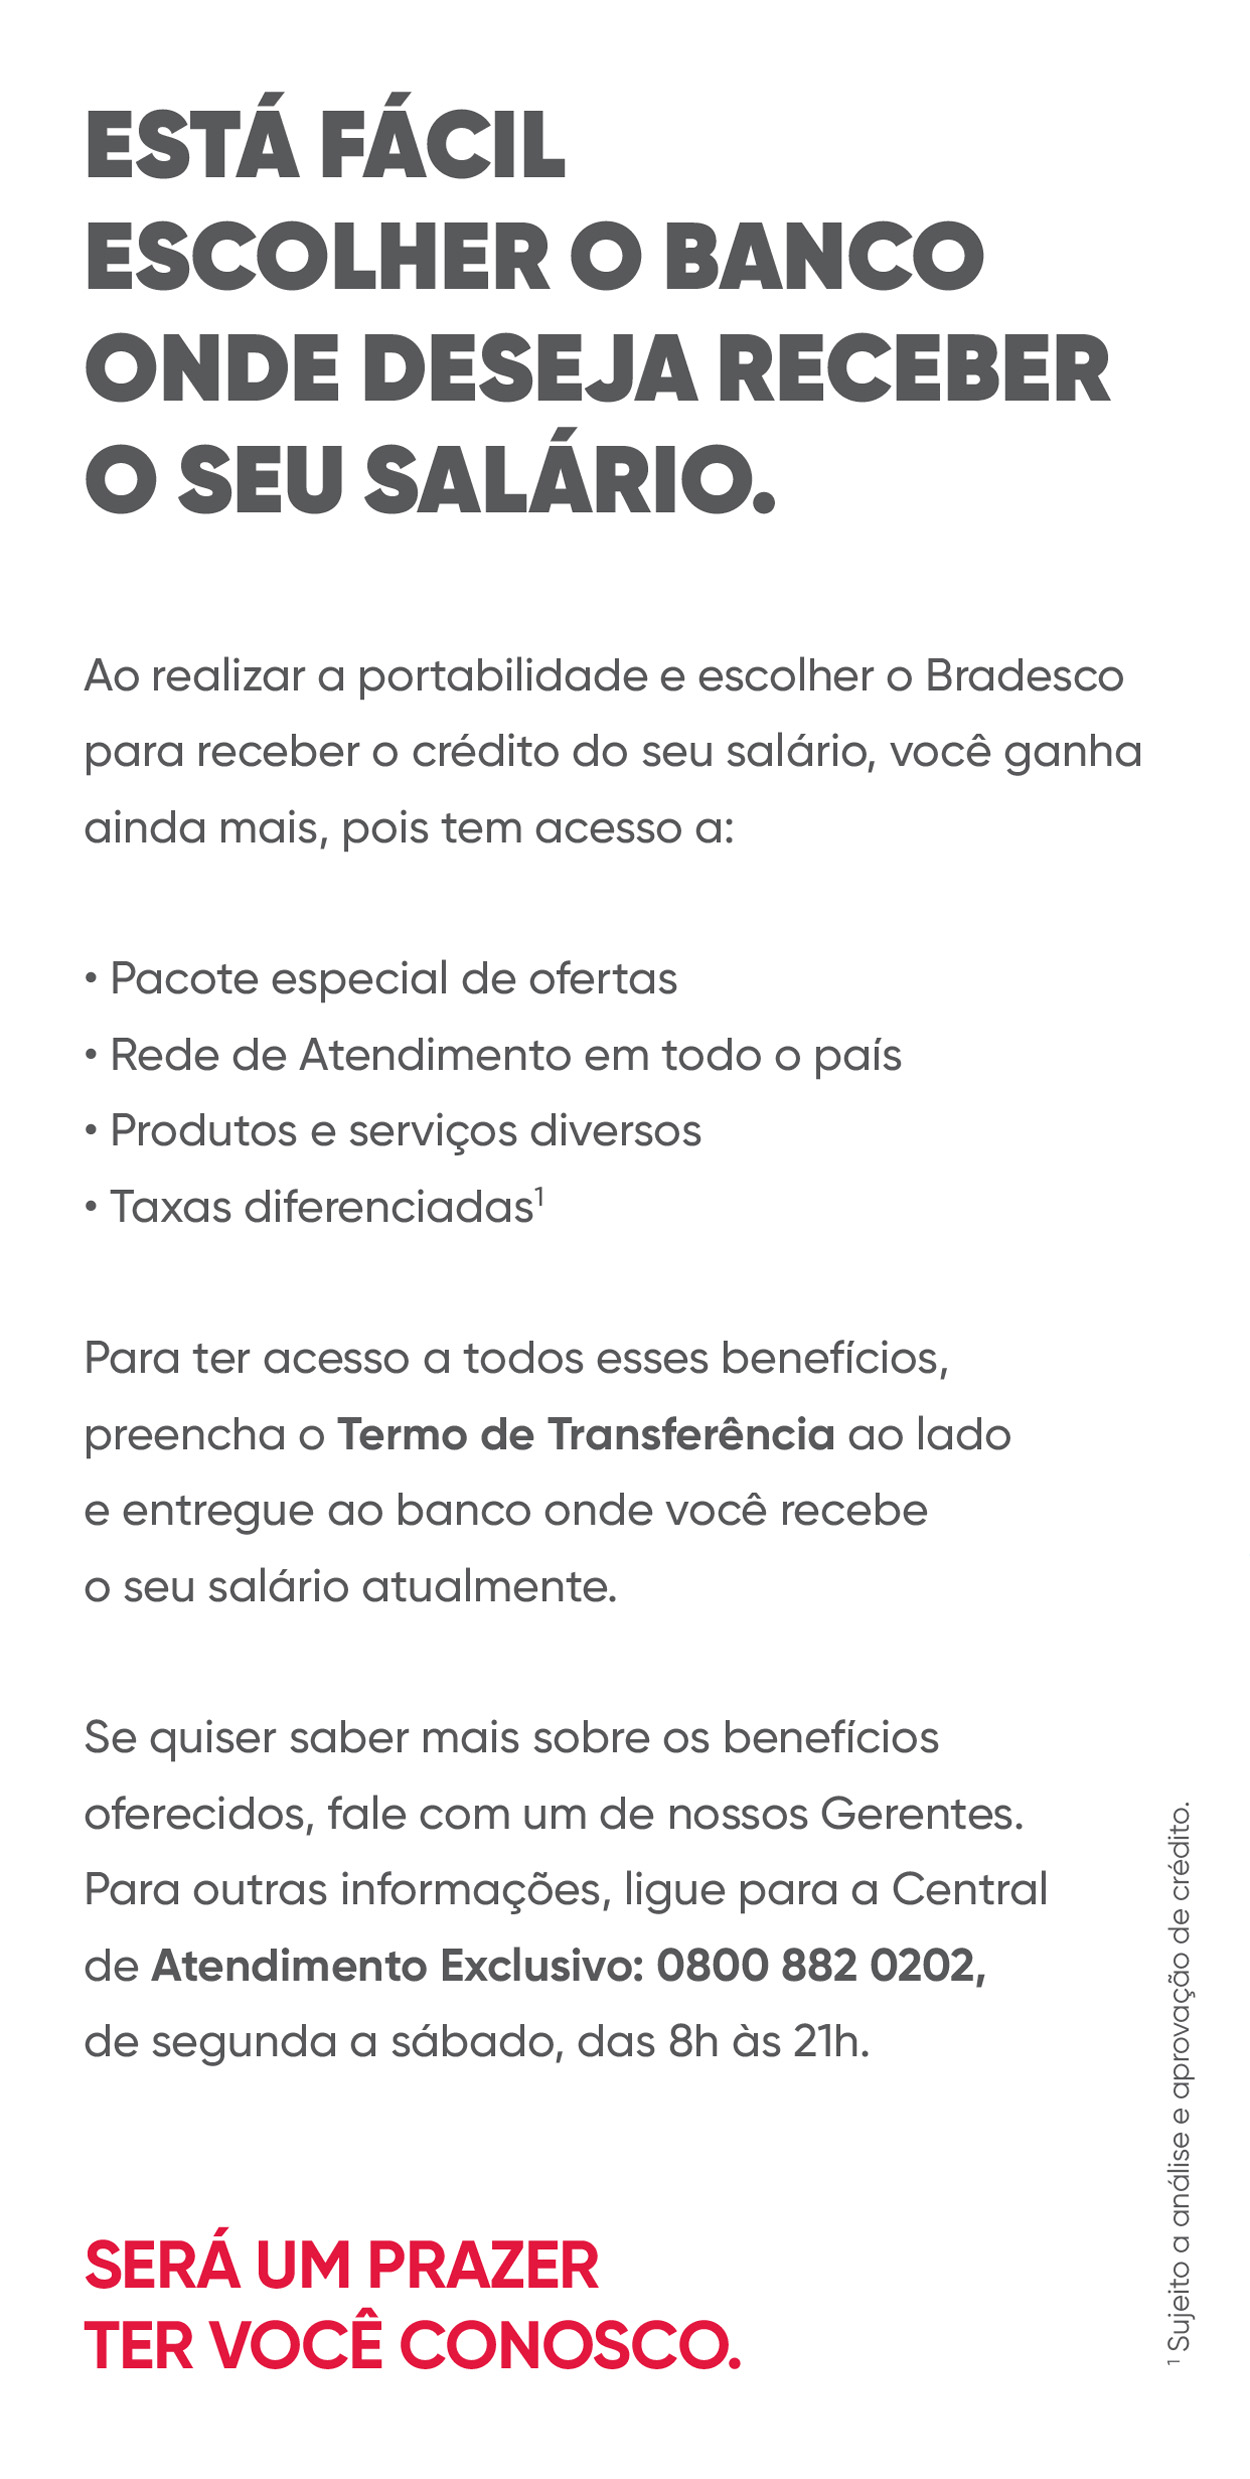 ESTÁ FÁCIL
ESCOLHER O BANCO
ONDE DESEJA RECEBER
O SEU SALÁRIO.
Ao realizar a portabilidade e escolher o Bradesco
para receber o crédito do seu salário, você ganha
ainda mais, pois tem acesso a:
• Pacote especial de ofertas
• Rede de Atendimento em todo o país
• Produtos e serviços diversos
• Taxas diferenciadas¹
Para ter acesso a todos esses benefícios,
preencha o Termo de Transferência ao lado
e entregue ao banco onde você recebe
o seu salário atualmente.
Se quiser saber mais sobre os benefícios
oferecidos, fale com um de nossos Gerentes.
Para outras informações, ligue para a Central
de Atendimento Exclusivo: 0800 882 0202,
de segunda a sábado, das 8h às 21h.
SERÁ UM PRAZER
TER VOCÊ CONOSCO.
¹ Sujeito a análise e aprovação de crédito.